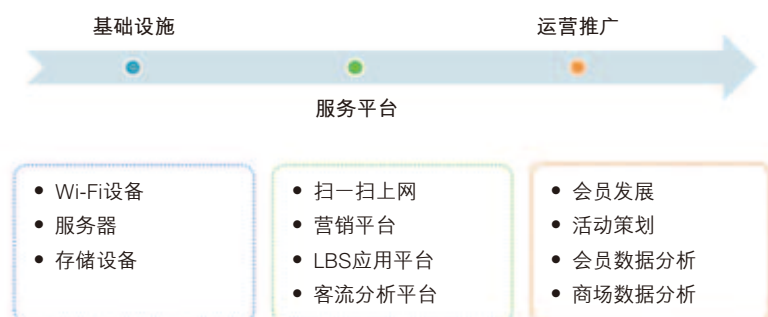 基础设施
运营推广
服务平台
• Wi-Fi设备
• 服务器
• 存储设备
• 扫一扫上网
• 营销平台
• LBS应用平台
• 客流分析平台
• 会员发展
• 活动策划
• 会员数据分析
• 商场数据分析